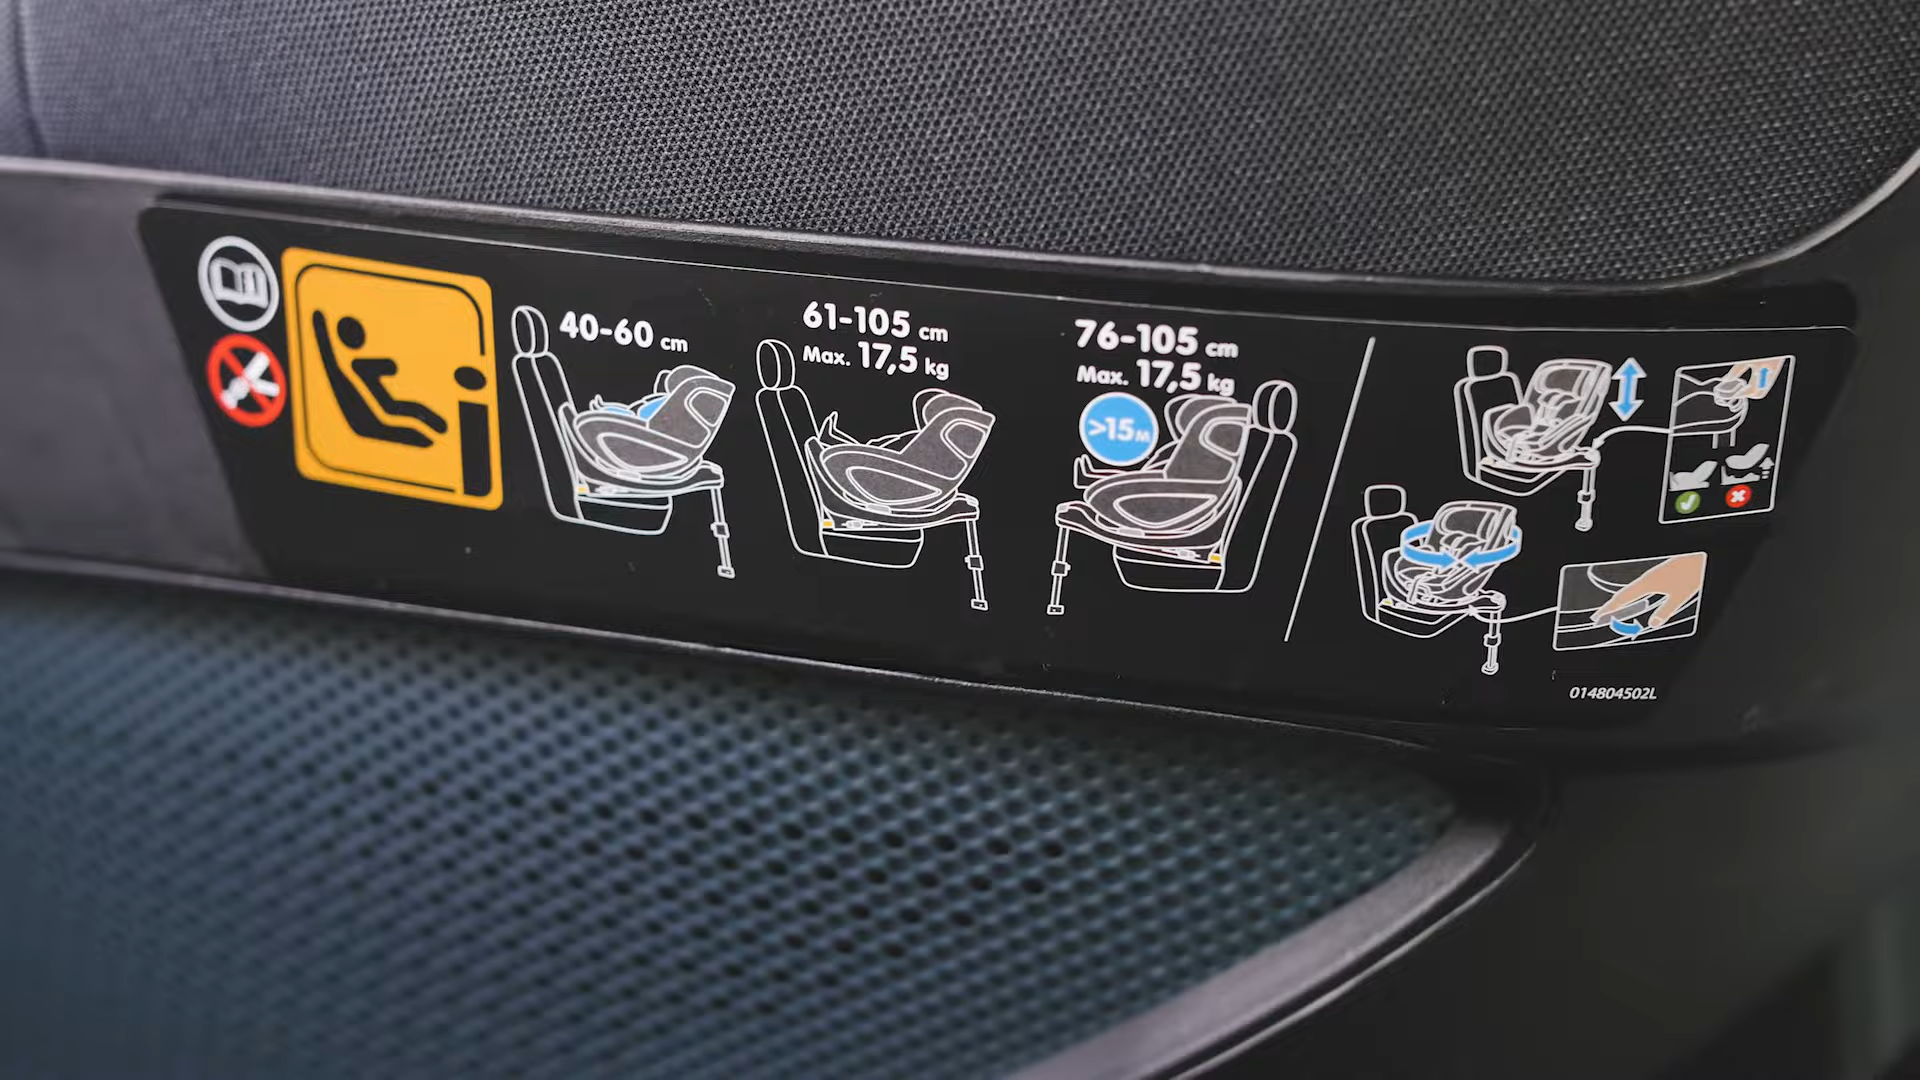 40-60 cm
61-105 cm
Max. 17,5 kg
76-105 cm
Max. 17,5 kg
>15M
014804502L